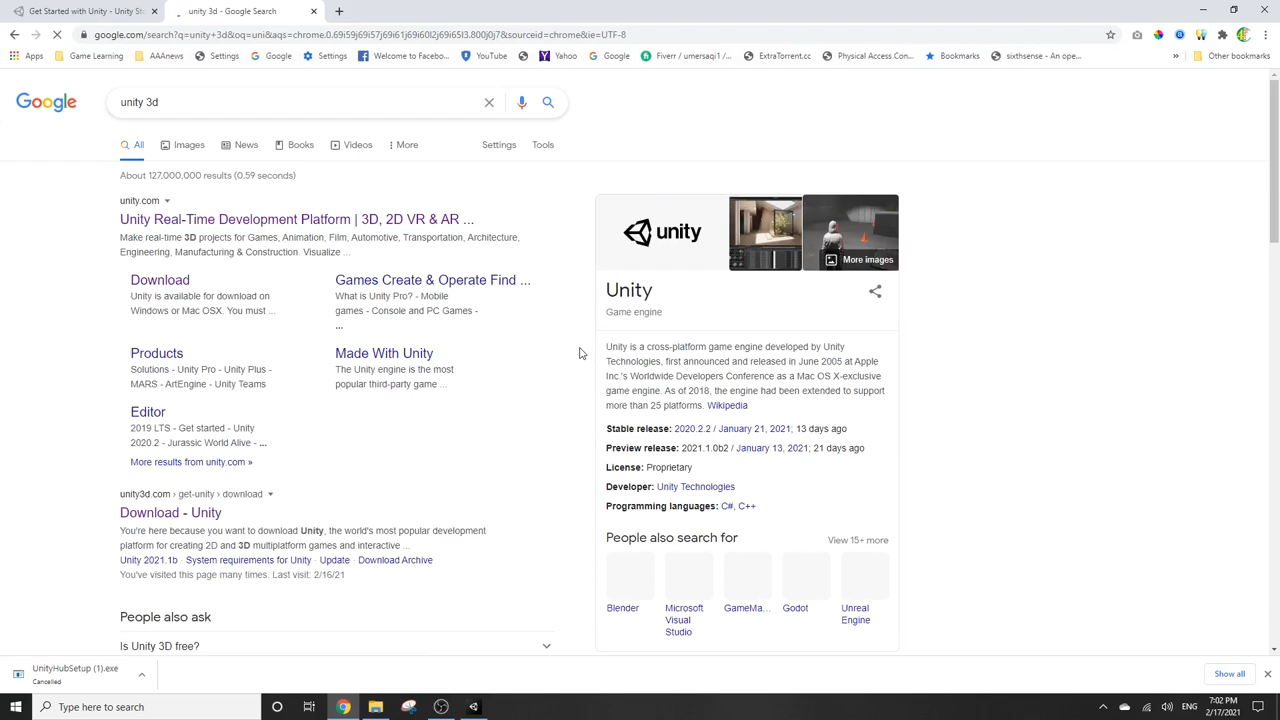 Get Started with Unity - Unity St
unity 3d - Google Search
google.com/search?q=unity+3d&oq=uni&aqs=chrome.0.69i59j69i57j69i61j69i60l2j69i65l3.800j0j7&sourceid=chrome&ie=UTF-8
Apps
Game Learning
AAAnews
Settings
Google
Settings
Welcome to Facebo...
YouTube
Yahoo
Google
Fiverr / umersaqi1 /...
ExtraTorrent.cc
Physical Access Con...
Bookmarks
sixthsense - An ope...
»
Other bookmarks
Google
unity 3d
All
Images
News
Books
Videos
More
Settings
Tools
About 127,000,000 results (0.59 seconds)
unity.com
Unity Real-Time Development Platform | 3D, 2D VR & AR ...
Make real-time 3D projects for Games, Animation, Film, Automotive, Transportation, Architecture,
Engineering, Manufacturing & Construction. Visualize ...
Download
Unity is available for download on
Windows or Mac OSX. You must ...
Games Create & Operate Find ...
What is Unity Pro? - Mobile
games - Console and PC Games -
...
Products
Solutions - Unity Pro - Unity Plus -
MARS - ArtEngine - Unity Teams
Made With Unity
The Unity engine is the most
popular third-party game ...
Editor
2019 LTS - Get started - Unity
2020.2 - Jurassic World Alive - ...
More results from unity.com »
unity3d.com › get-unity › download
Download - Unity
You're here because you want to download Unity, the world's most popular development
platform for creating 2D and 3D multiplatform games and interactive ...
Unity 2021.1b · System requirements for Unity · Update · Download Archive
You've visited this page many times. Last visit: 2/16/21
People also ask
Is Unity 3D free?
unity
More images
Unity
Game engine
Unity is a cross-platform game engine developed by Unity
Technologies, first announced and released in June 2005 at Apple
Inc.'s Worldwide Developers Conference as a Mac OS X-exclusive
game engine. As of 2018, the engine had been extended to support
more than 25 platforms. Wikipedia
Stable release: 2020.2.2 / January 21, 2021; 13 days ago
Preview release: 2021.1.0b2 / January 13, 2021; 21 days ago
License: Proprietary
Developer: Unity Technologies
Programming languages: C#, C++
People also search for
View 15+ more
Blender
Microsoft
Visual
Studio
GameMa...
Godot
Unreal
Engine
UnityHubSetup (1).exe
Cancelled
Show all
Type here to search
7:02 PM
2/17/2021